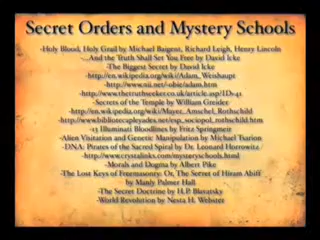 Secret Orders and Mystery Schools
-Holy Blood, Holy Grail by Michael Baigent, Richard Leigh, Henry Lincoln
-...And the Truth Shall Set You Free by David Icke
-The Biggest Secret by David Icke
-http://en.wikipedia.org/wiki/Adam_Weishaupt
-http://www.nii.net/~obie/adam.htm
-http://www.thetruthseeker.co.uk/article.asp?ID=41
-Secrets of the Temple by William Greider
-http://en.wikipedia.org/wiki/Mayer_Amschel_Rothschild
-http://www.bibliotecapleyades.net/esp_sociopol_rothschild.htm
-13 Illuminati Bloodlines by Fritz Springmeir
-Alien Visitation and Genetic Manipulation by Michael Tsarion
-DNA: Pirates of the Sacred Spiral by Dr. Leonard Horowitz
-http://www.crystalinks.com/mysteryschools.html
-Morals and Dogma by Albert Pike
-The Lost Keys of Freemasonry: Or, The Serret of Hiram Abiff
by Manly Palmer Hall
-The Secret Doctrine by H.P. Blavatsky
-World Revolution by Nesta H. Webster